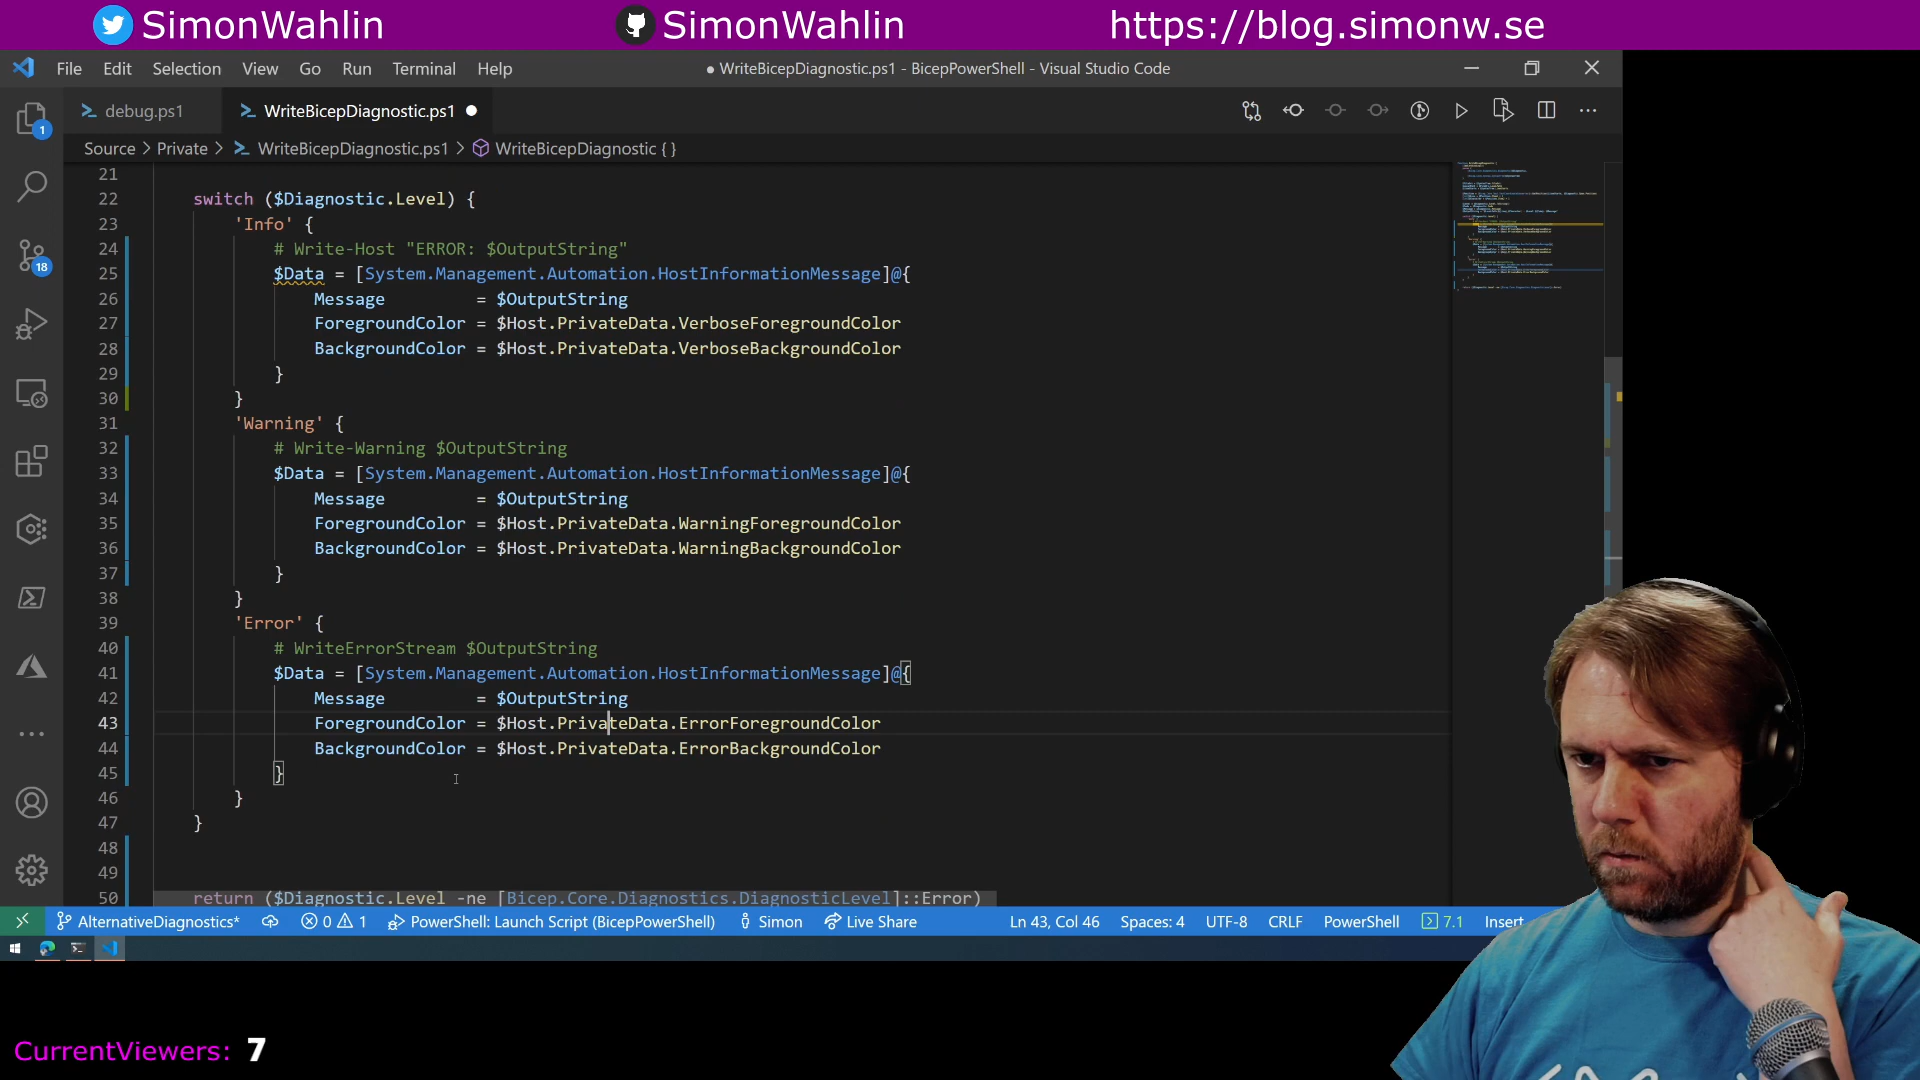 SimonWahlin
SimonWahlin
https://blog.simonw.se
File Edit Selection View Go Run Terminal Help
● WriteBicepDiagnostic.ps1 - BicepPowerShell - Visual Studio Code
debug.ps1
WriteBicepDiagnostic.ps1 ●
Source > Private > WriteBicepDiagnostic.ps1 > WriteBicepDiagnostic { }
21
22 switch ($Diagnostic.Level) {
23 'Info' {
24 # Write-Host "ERROR: $OutputString"
25 $Data = [System.Management.Automation.HostInformationMessage]@{
26 Message = $OutputString
27 ForegroundColor = $Host.PrivateData.VerboseForegroundColor
28 BackgroundColor = $Host.PrivateData.VerboseBackgroundColor
29 }
30 }
31 'Warning' {
32 # Write-Warning $OutputString
33 $Data = [System.Management.Automation.HostInformationMessage]@{
34 Message = $OutputString
35 ForegroundColor = $Host.PrivateData.WarningForegroundColor
36 BackgroundColor = $Host.PrivateData.WarningBackgroundColor
37 }
38 }
39 'Error' {
40 # WriteErrorStream $OutputString
41 $Data = [System.Management.Automation.HostInformationMessage]@{
42 Message = $OutputString
43 ForegroundColor = $Host.PrivateData.ErrorForegroundColor
44 BackgroundColor = $Host.PrivateData.ErrorBackgroundColor
45 }
46 }
47 }
48
49
50 return ($Diagnostic.Level -ne [Bicep.Core.Diagnostics.DiagnosticLevel]::Error)
1
18
AlternativeDiagnostics* 0 1 PowerShell: Launch Script (BicepPowerShell) Simon Live Share Ln 43, Col 46 Spaces: 4 UTF-8 CRLF PowerShell 7.1 Insert
CurrentViewers: 7